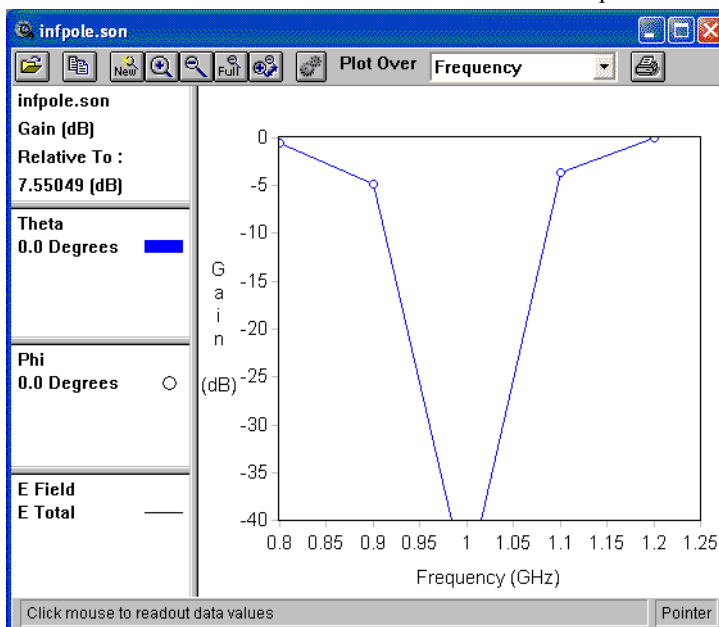 infpole.son
New
Full
Plot Over
Frequency
infpole.son
Gain (dB)
Relative To :
7.55049 (dB)
Theta
0.0 Degrees
Phi
0.0 Degrees
E Field
E Total
Gain
(dB)
0
-5
-10
-15
-20
-25
-30
-35
-40
0.8 0.85 0.9 0.95 1 1.05 1.1 1.15 1.2 1.25
Frequency (GHz)
Click mouse to readout data values
Pointer